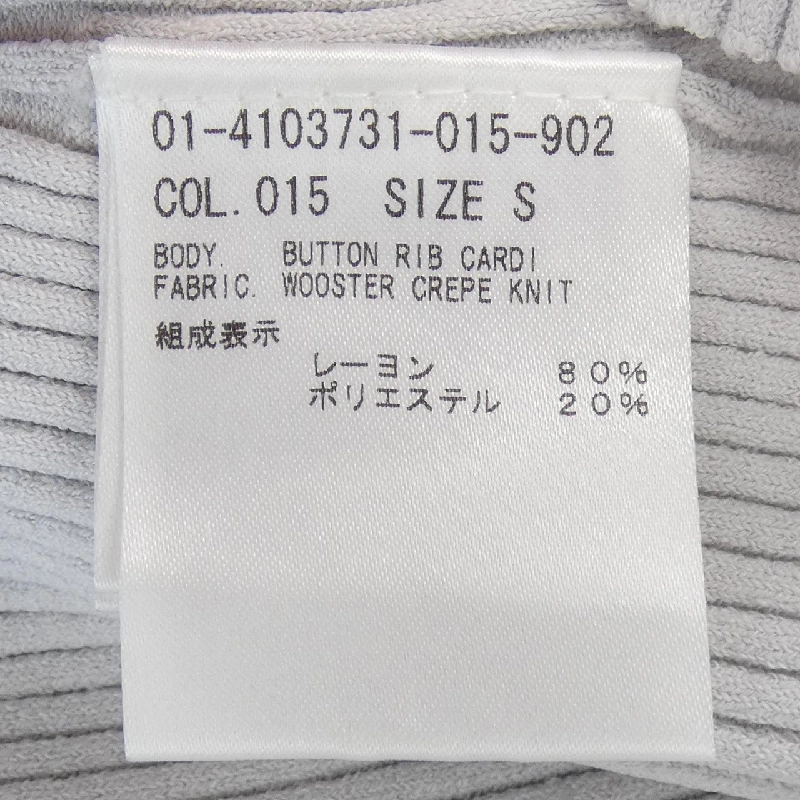 01-4103731-015-902
COL. 015 SIZE S
BODY. BUTTON RIB CARDI
FABRIC. WOOSTER CREPE KNIT
組成表示
レーヨン 80%
ポリエステル 20%